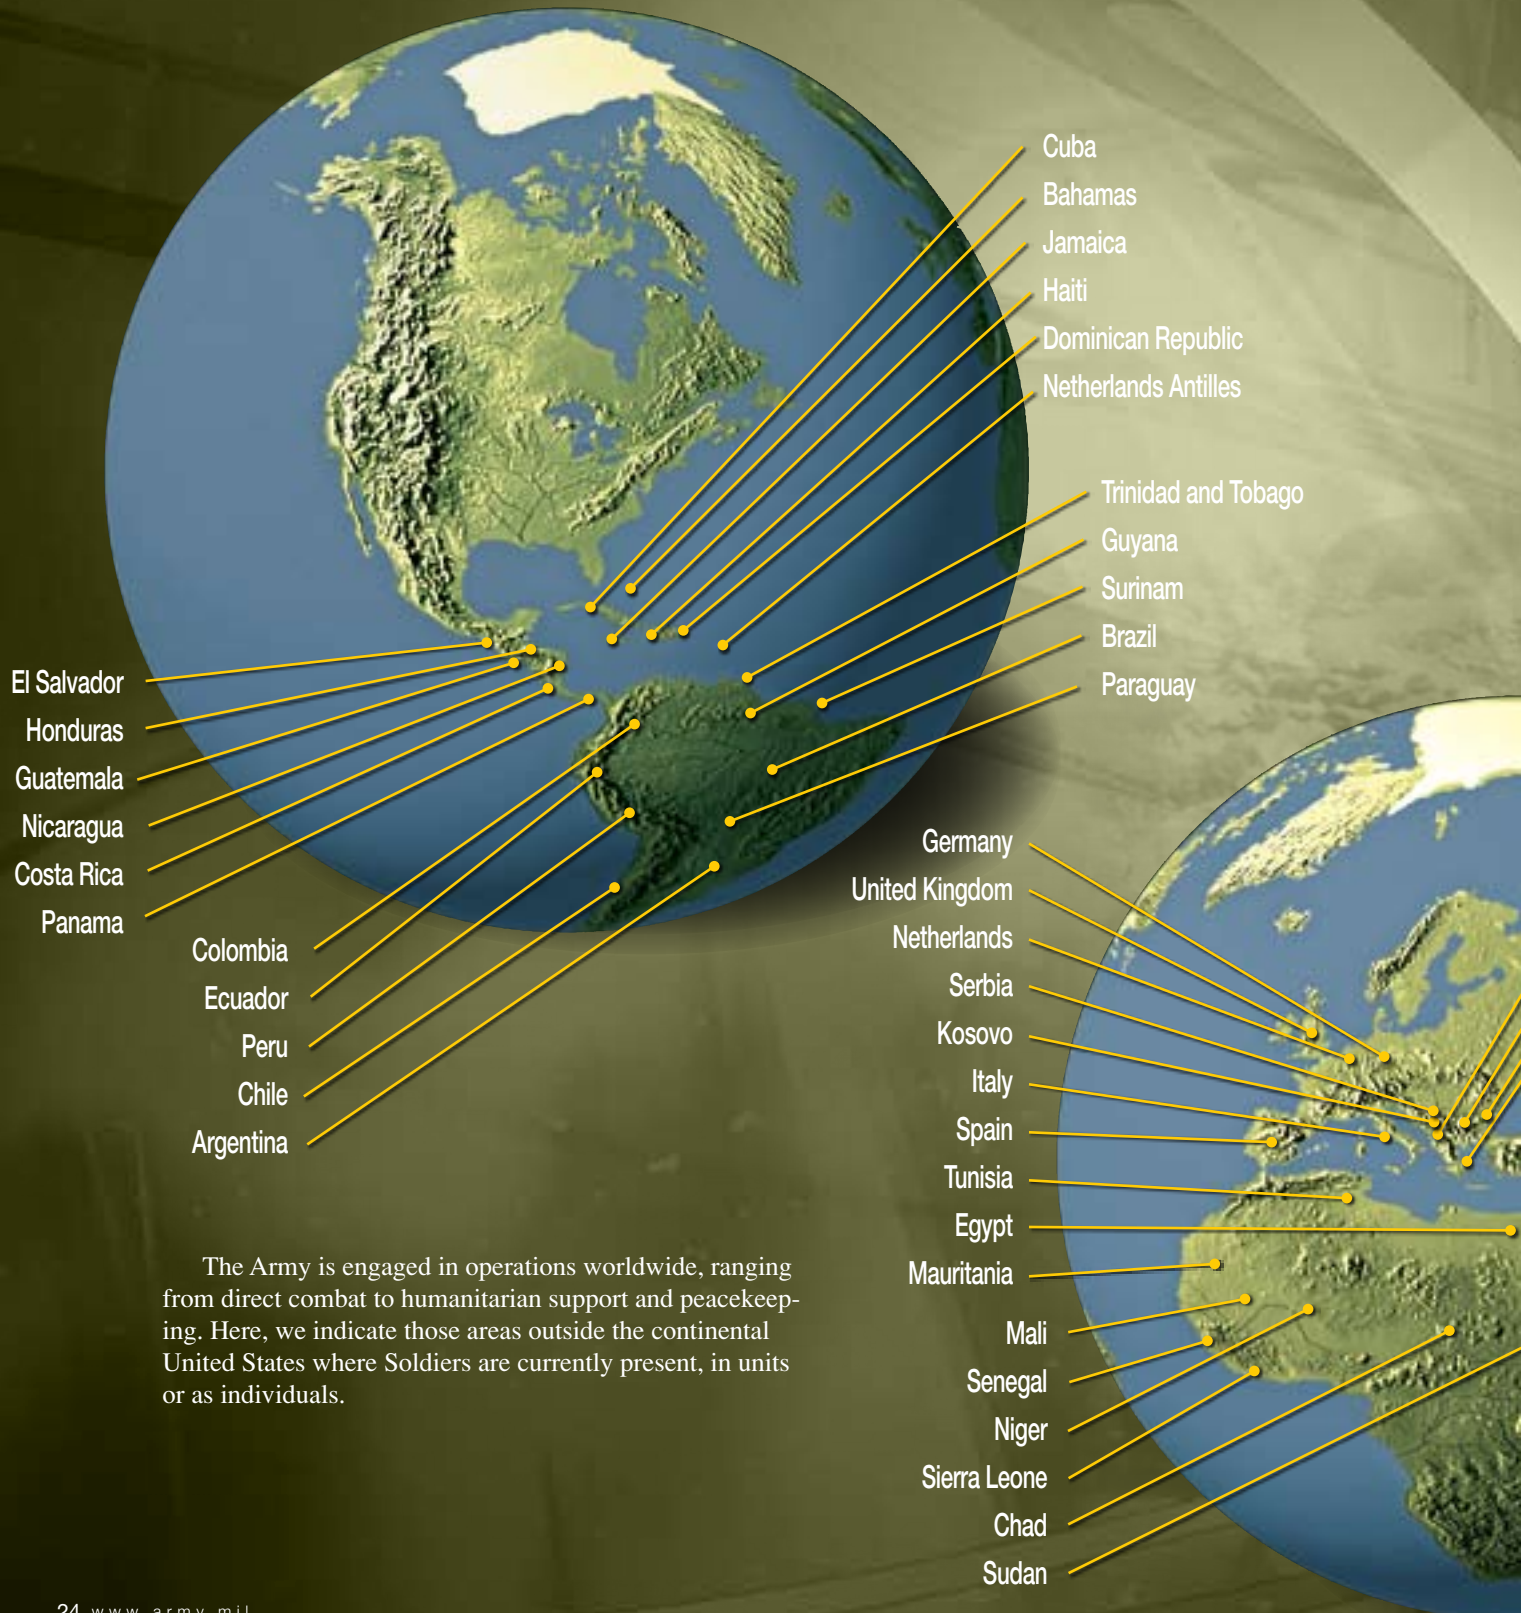 Cuba
Bahamas
Jamaica
Haiti
Dominican Republic
Netherlands Antilles
Trinidad and Tobago
Guyana
Surinam
Brazil
Paraguay
El Salvador
Honduras
Guatemala
Nicaragua
Costa Rica
Panama
Colombia
Ecuador
Peru
Chile
Argentina
Germany
United Kingdom
Netherlands
Serbia
Kosovo
Italy
Spain
Tunisia
Egypt
Mauritania
Mali
Senegal
Niger
Sierra Leone
Chad
Sudan
The Army is engaged in operations worldwide, ranging
from direct combat to humanitarian support and peacekeep-
ing. Here, we indicate those areas outside the continental
United States where Soldiers are currently present, in units
or as individuals.
24 www.army.mil